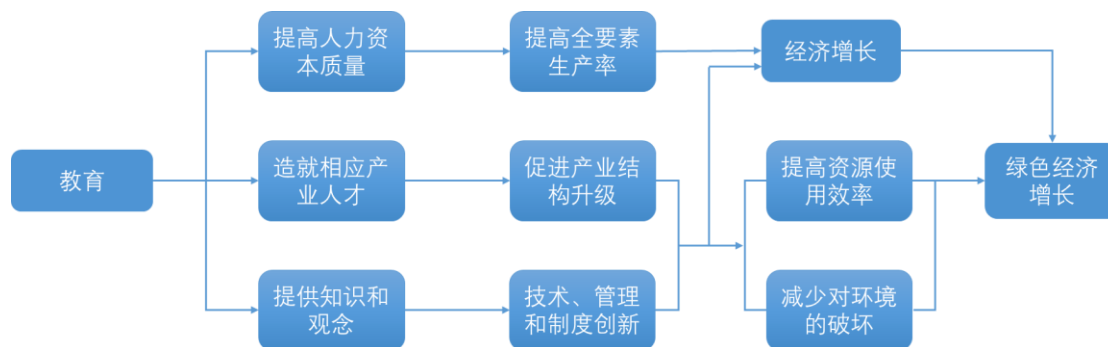 提高人力资
本质量
提高全要素
生产率
经济增长
教育
造就相应产
业人才
促进产业结
构升级
提高资源使
用效率
绿色经济
增长
提供知识和
观念
技术、管理
和制度创新
减少对环境
的破坏